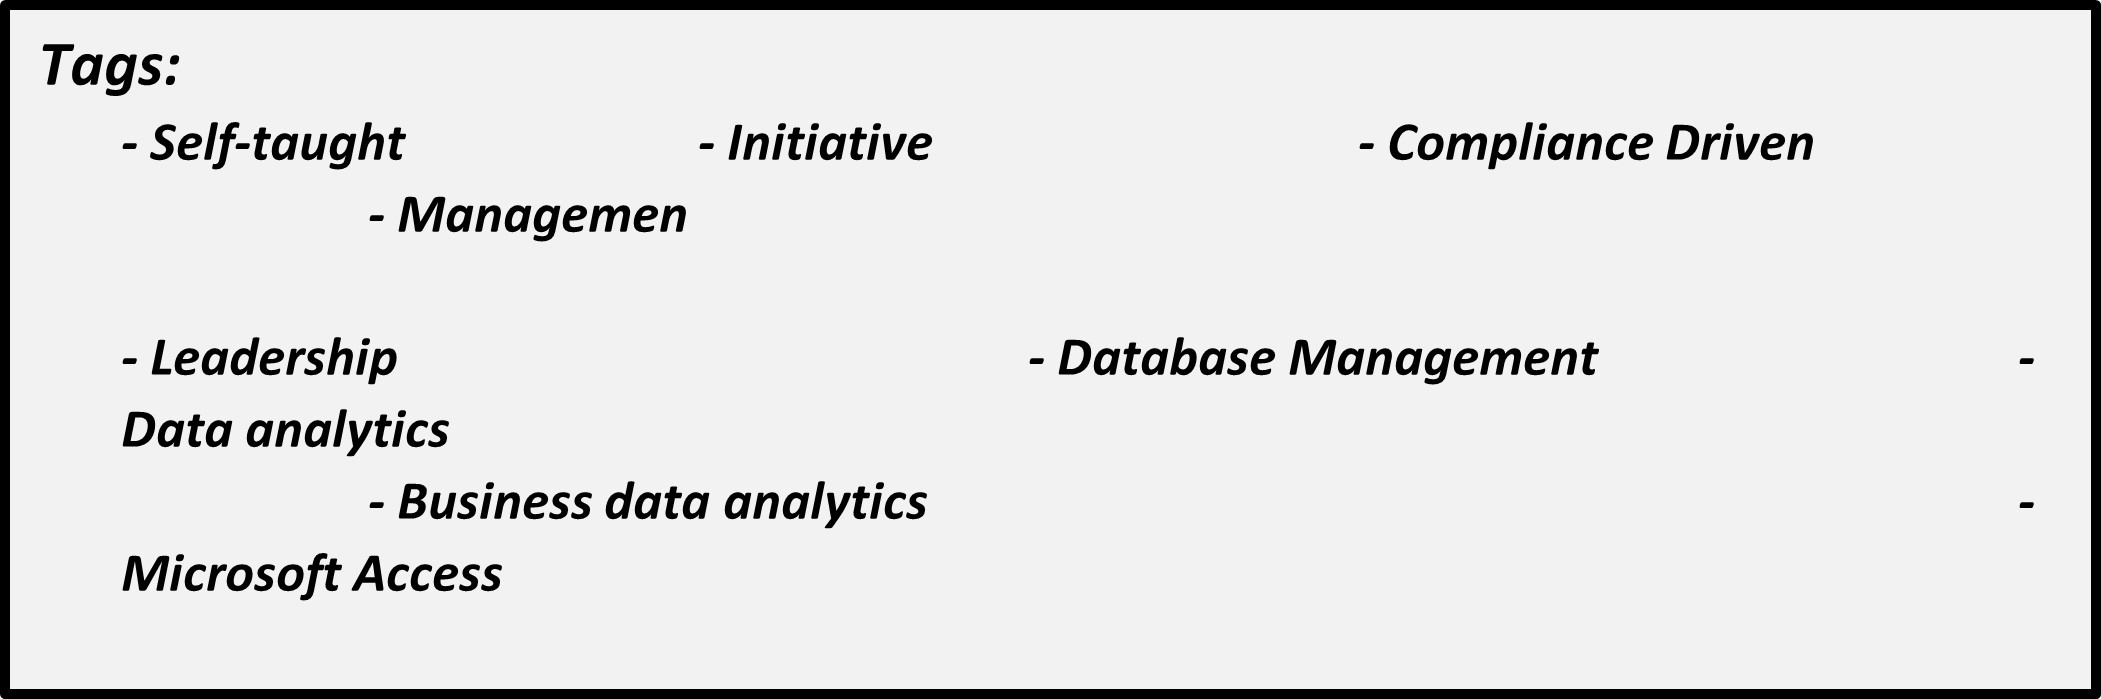 Tags:
- Self-taught - Initiative - Compliance Driven
- Managemen
- Leadership - Database Management -
Data analytics
- Business data analytics -
Microsoft Access